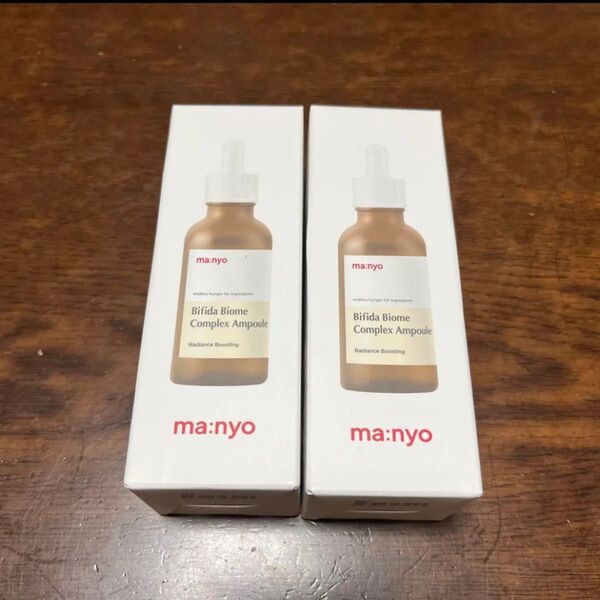 ma:nyo
endless hunger for ingredients
Bifida Biome
Complex Ampoule
Radiance Boosting
ma:nyo
ma:nyo
endless hunger for ingredients
Bifida Biome
Complex Ampoule
Radiance Boosting
ma:nyo